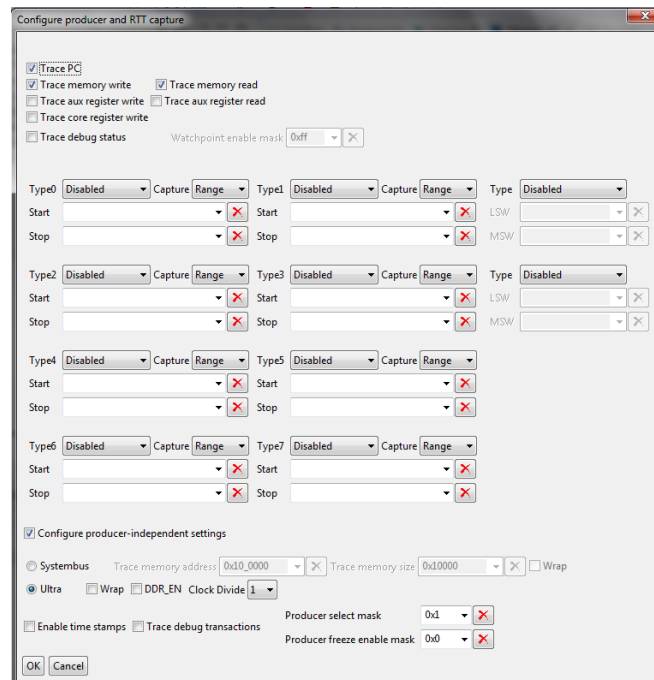 Configure producer and RTT capture
Trace PC
Trace memory write Trace memory read
Trace aux register write Trace aux register read
Trace core register write
Trace debug status Watchpoint enable mask 0xff
Type0 Disabled Capture Range Type1 Disabled Capture Range Type Disabled
Start Start LSW
Stop Stop MSW
Type2 Disabled Capture Range Type3 Disabled Capture Range Type Disabled
Start Start LSW
Stop Stop MSW
Type4 Disabled Capture Range Type5 Disabled Capture Range
Start Start
Stop Stop
Type6 Disabled Capture Range Type7 Disabled Capture Range
Start Start
Stop Stop
Configure producer-independent settings
Systembus Trace memory address 0x10_0000 Trace memory size 0x10000 Wrap
Ultra Wrap DDR_EN Clock Divide 1
Producer select mask 0x1
Enable time stamps Trace debug transactions
Producer freeze enable mask 0x0
OK Cancel